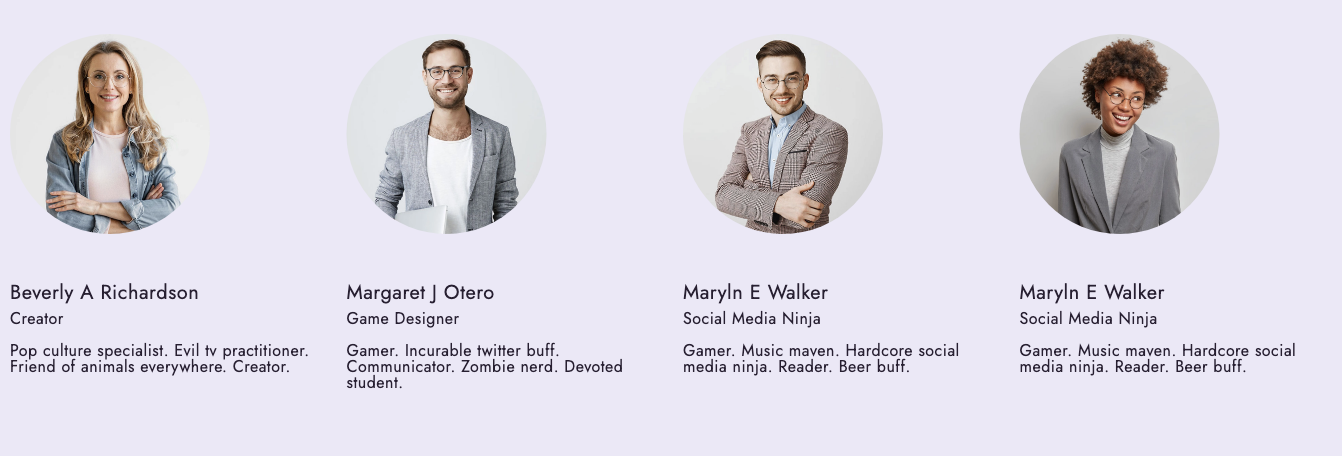 Beverly A Richardson
Creator
Pop culture specialist. Evil tv practitioner.
Friend of animals everywhere. Creator.
Margaret J Otero
Game Designer
Gamer. Incurable twitter buff.
Communicator. Zombie nerd. Devoted
student.
Maryln E Walker
Social Media Ninja
Gamer. Music maven. Hardcore social
media ninja. Reader. Beer buff.
Maryln E Walker
Social Media Ninja
Gamer. Music maven. Hardcore social
media ninja. Reader. Beer buff.